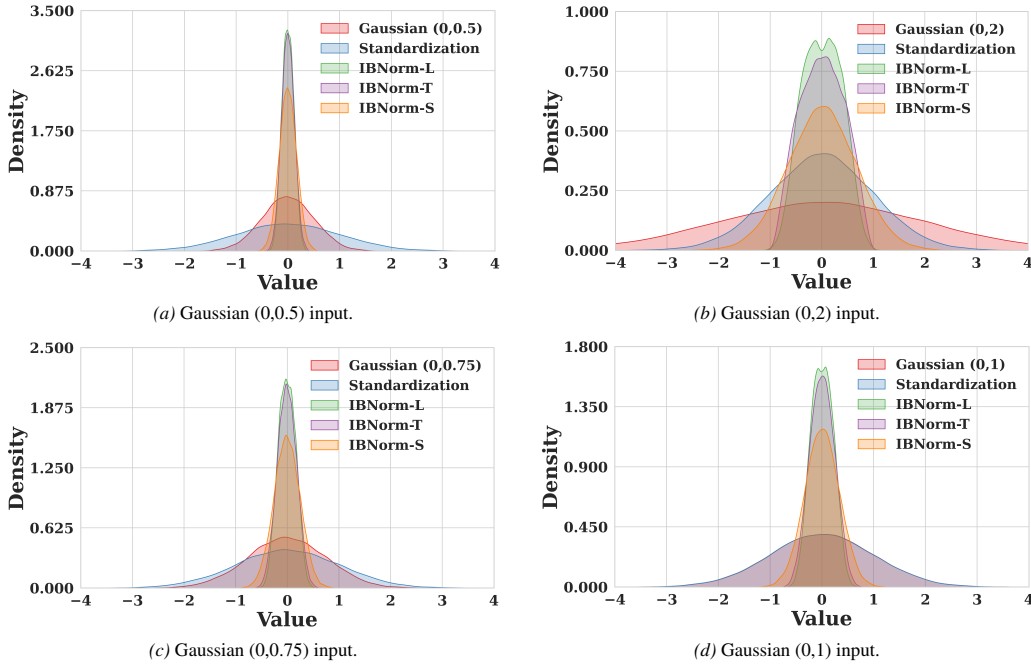 3.500
2.625
1.750
0.875
0.000
Density
−4 −3 −2 −1 0 1 2 3 4
Value
Gaussian (0,0.5)
Standardization
IBNorm-L
IBNorm-T
IBNorm-S
(a) Gaussian (0,0.5) input.
1.000
0.750
0.500
0.250
0.000
Density
−4 −3 −2 −1 0 1 2 3 4
Value
Gaussian (0,2)
Standardization
IBNorm-L
IBNorm-T
IBNorm-S
(b) Gaussian (0,2) input.
2.500
1.875
1.250
0.625
0.000
Density
−4 −3 −2 −1 0 1 2 3 4
Value
Gaussian (0,0.75)
Standardization
IBNorm-L
IBNorm-T
IBNorm-S
(c) Gaussian (0,0.75) input.
1.800
1.350
0.900
0.450
0.000
Density
−4 −3 −2 −1 0 1 2 3 4
Value
Gaussian (0,1)
Standardization
IBNorm-L
IBNorm-T
IBNorm-S
(d) Gaussian (0,1) input.